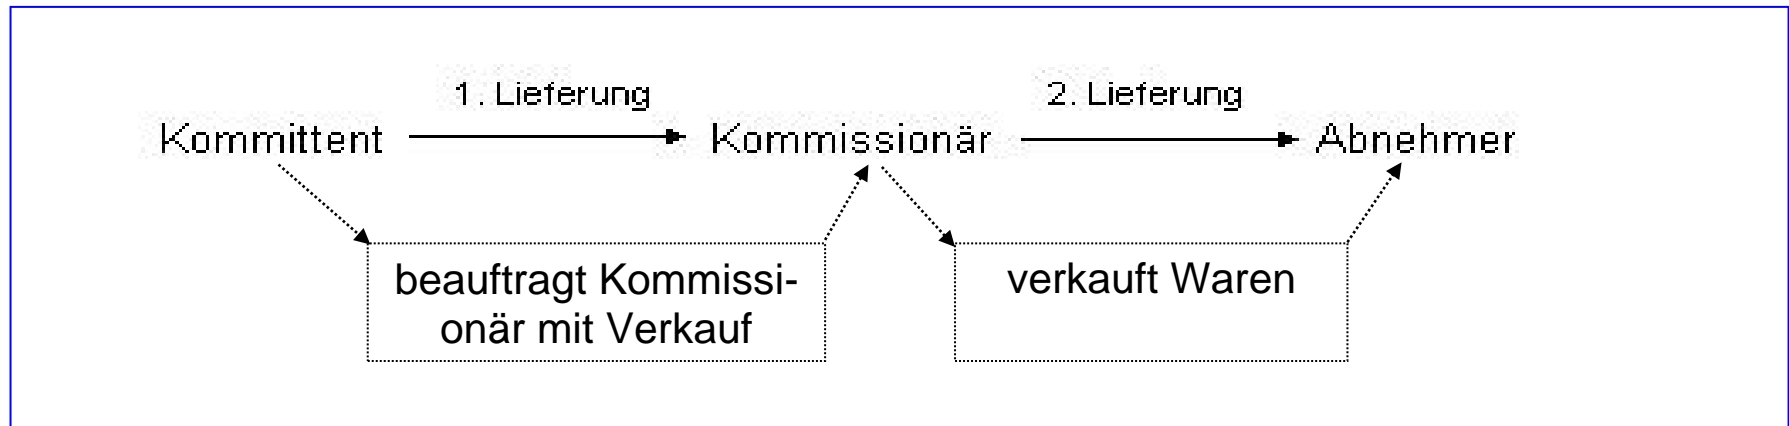 1. Lieferung
2. Lieferung
Kommittent
Kommissionär
Abnehmer
beauftragt Kommissi-
onär mit Verkauf
verkauft Waren